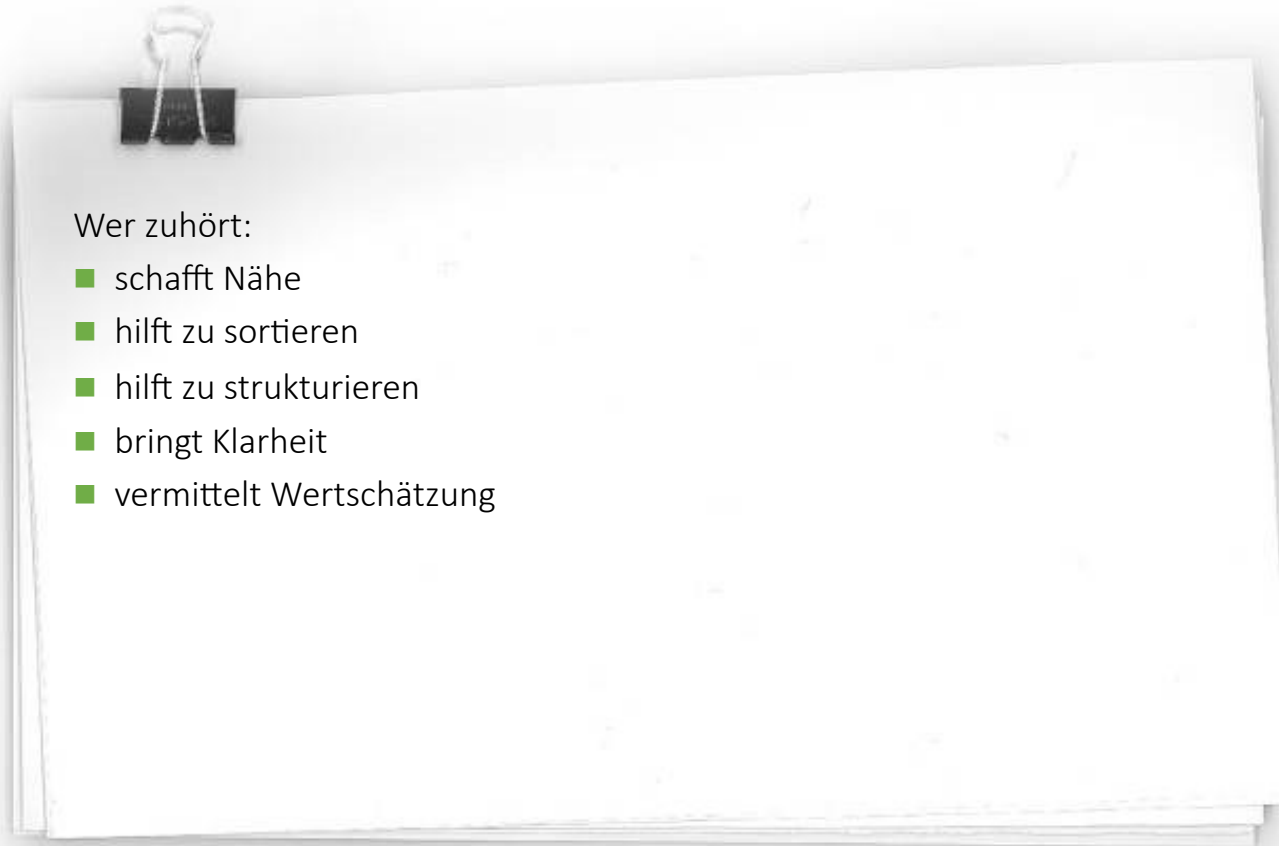 Wer zuhört:
schafft Nähe
hilft zu sortieren
hilft zu strukturieren
bringt Klarheit
vermittelt Wertschätzung